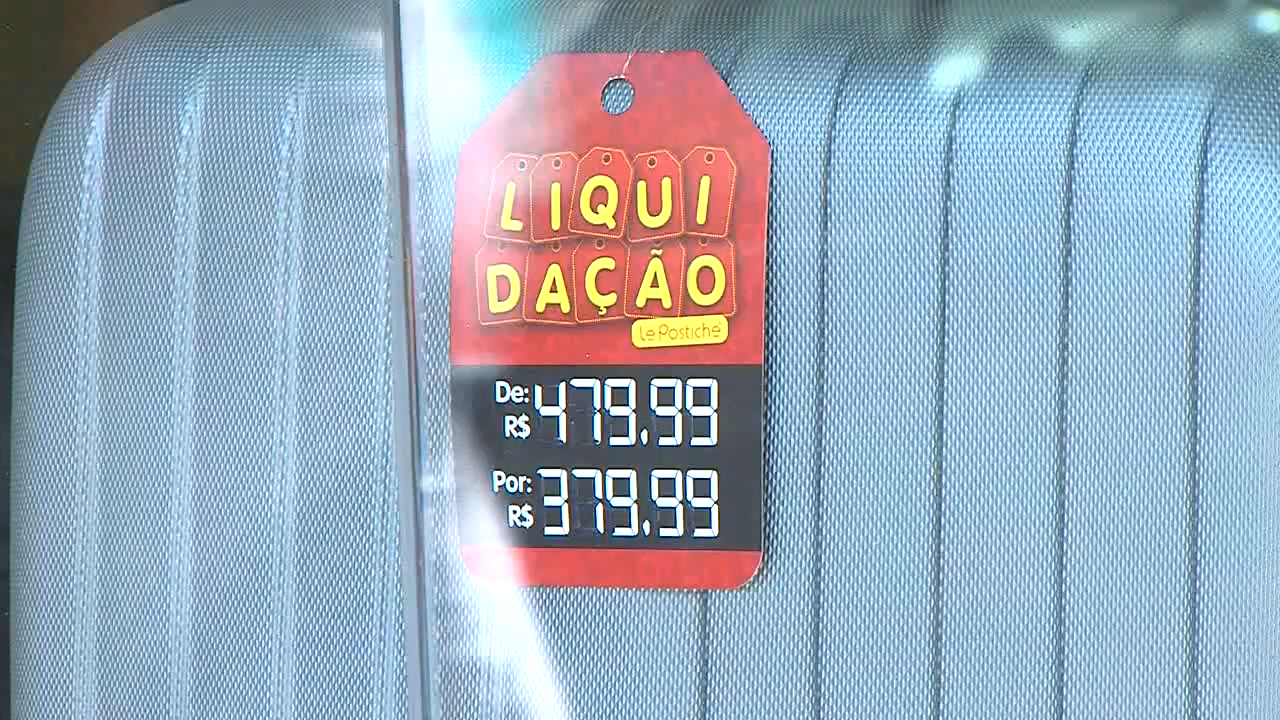 LIQUI
DAÇÃO
Le Postiche
De: R$ 479.99
Por: R$ 379.99